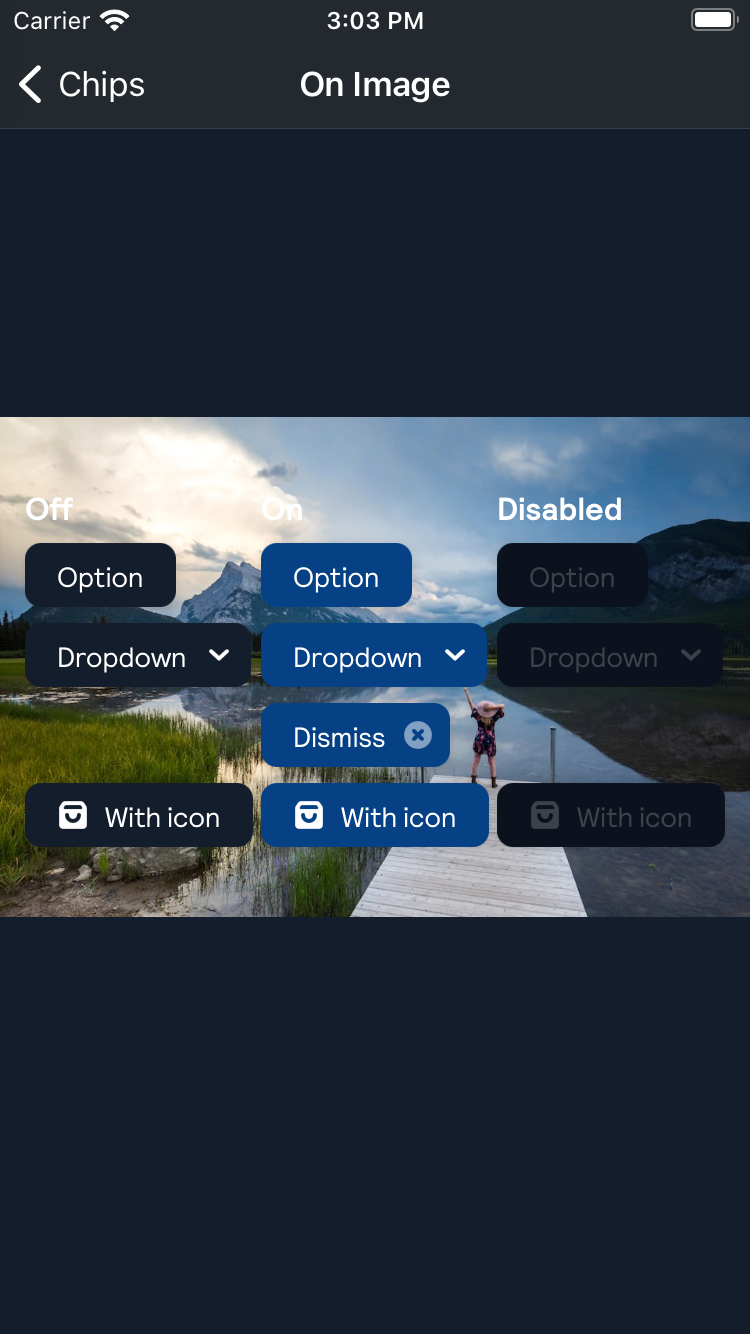 Carrier 3:03 PM
Chips On Image
Off On Disabled
Option Option Option
Dropdown Dropdown Dropdown
Dismiss
With icon With icon With icon